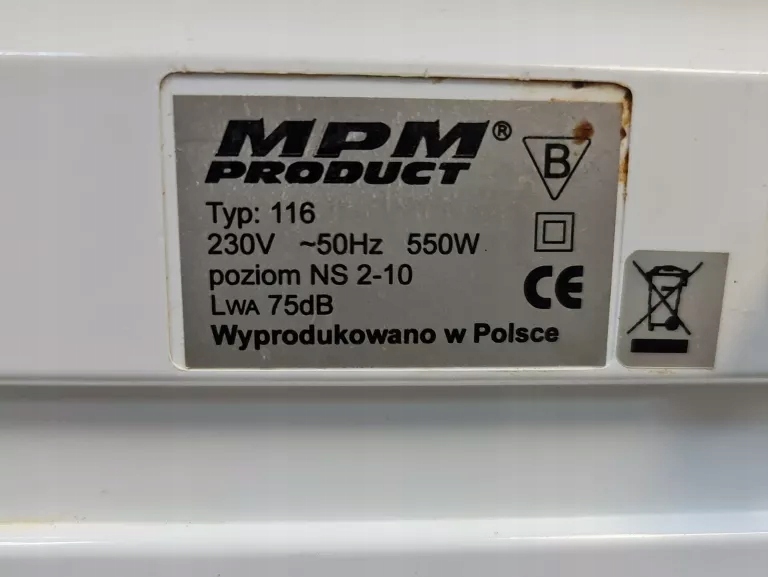 MPM®
PRODUCT
B
Typ: 116
230V ~50Hz 550W
poziom NS 2-10
LWA 75dB
CE
Wyprodukowano w Polsce